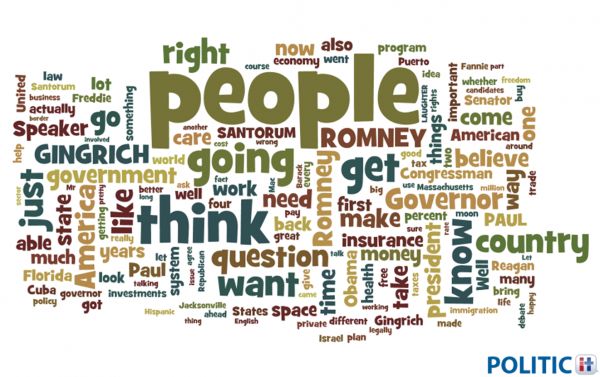 right
now
also
program
economy
went
course
Puerto
idea
Fannie
part
people
law
lot
Santorum
United
business
Freddie
actually
border
something
go
Speaker
involved
another
care
cost
SANTORUM
wrong
ROMNEY
LAUGHTER
things
rights
important
whether
freedom
candidates
buy
Senator
come
American
one
around
help
GINGRICH
world
going
Mac
Barack
every
get
good
tax
two
believe
Congressman
way
trade
government
fact
work
big
use
Massachusetts
million
sector
just
state
Mr
America
getting
pretty
better
long
like
ask
well
think
four
need
pay
Romney
first
make
Governor
percent
moon
PAUL
able
much
years
really
agree
back
great
insurance
sure
rate
know
country
Florida
look
Paul
let
system
issue
Republican
question
talk
money
president
Well
Let
Reagan
many
Cuba
governor
talking
investments
want
give
came
time
Obama
health
free
take
taxes
bring
life
policy
got
Jacksonville
States
space
immigration
debate
happy
Hispanic
thing
ahead
English
private
different
legally
Gingrich
made
Israel
plan
POLITIC it